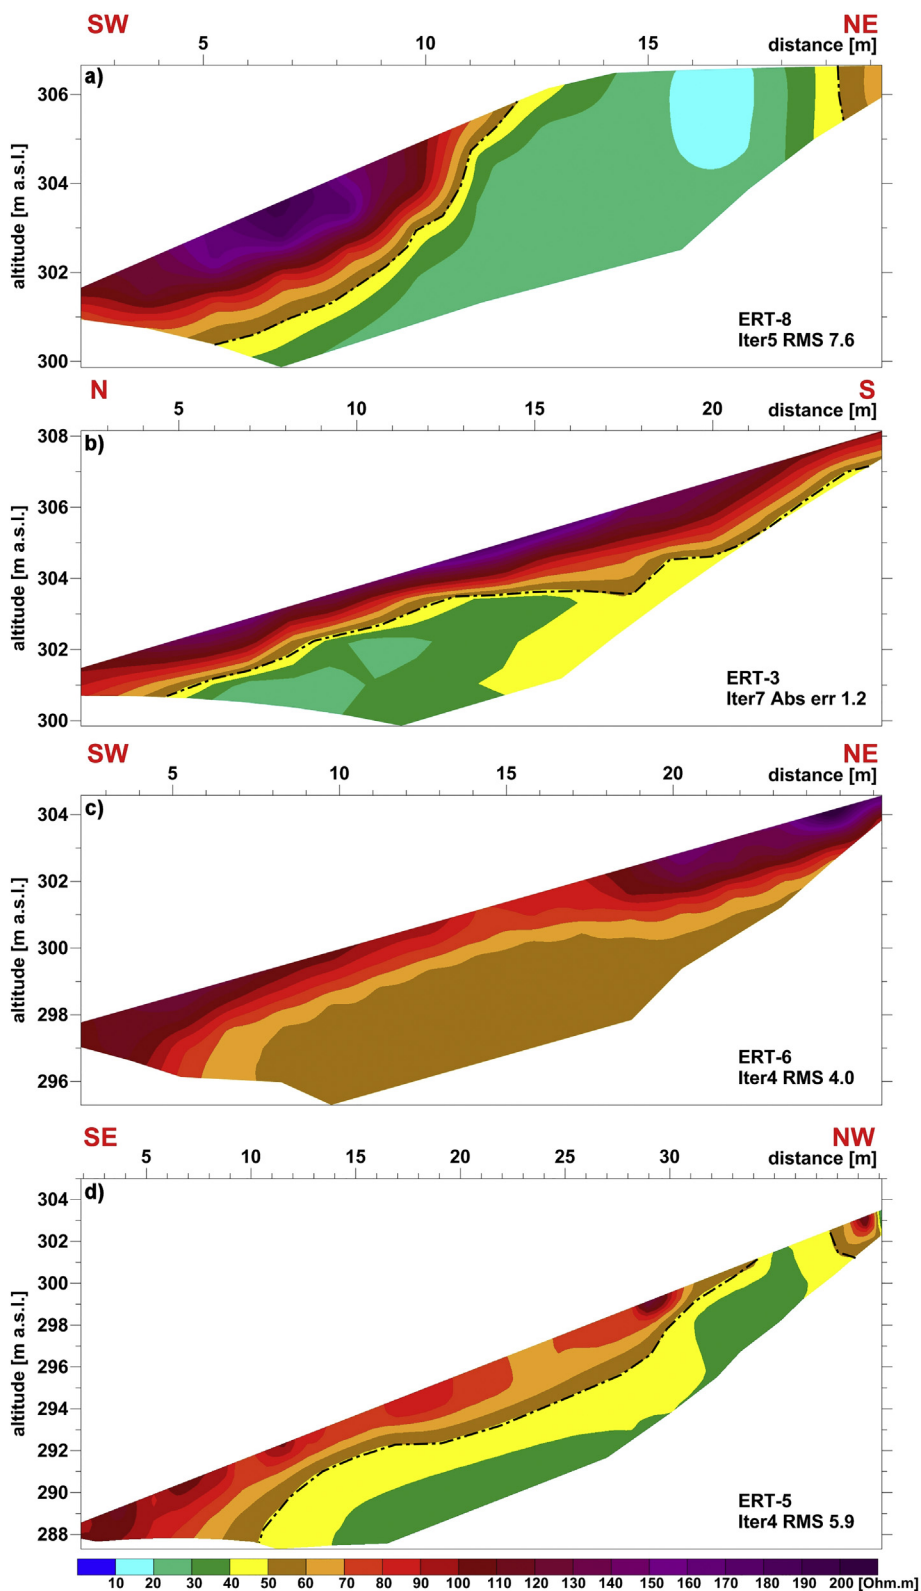 SW NE
5 10 15 distance [m]
a)
306
304
302
300
altitude [m a.s.l.]
ERT-8
Iter5 RMS 7.6
N S
5 10 15 20 distance [m]
b)
308
306
304
302
300
altitude [m a.s.l.]
ERT-3
Iter7 Abs err 1.2
SW NE
5 10 15 20 distance [m]
c)
304
302
300
298
296
altitude [m a.s.l.]
ERT-6
Iter4 RMS 4.0
SE NW
5 10 15 20 25 30 distance [m]
d)
304
302
300
298
296
294
292
290
288
altitude [m a.s.l.]
ERT-5
Iter4 RMS 5.9
10 20 30 40 50 60 70 80 90 100 110 120 130 140 150 160 170 180 190 200 [Ohm.m]